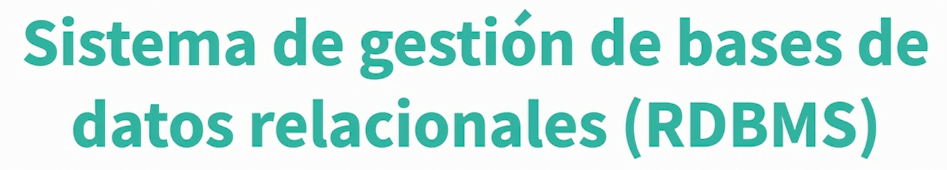 Sistema de gestión de bases de
datos relacionales (RDBMS)